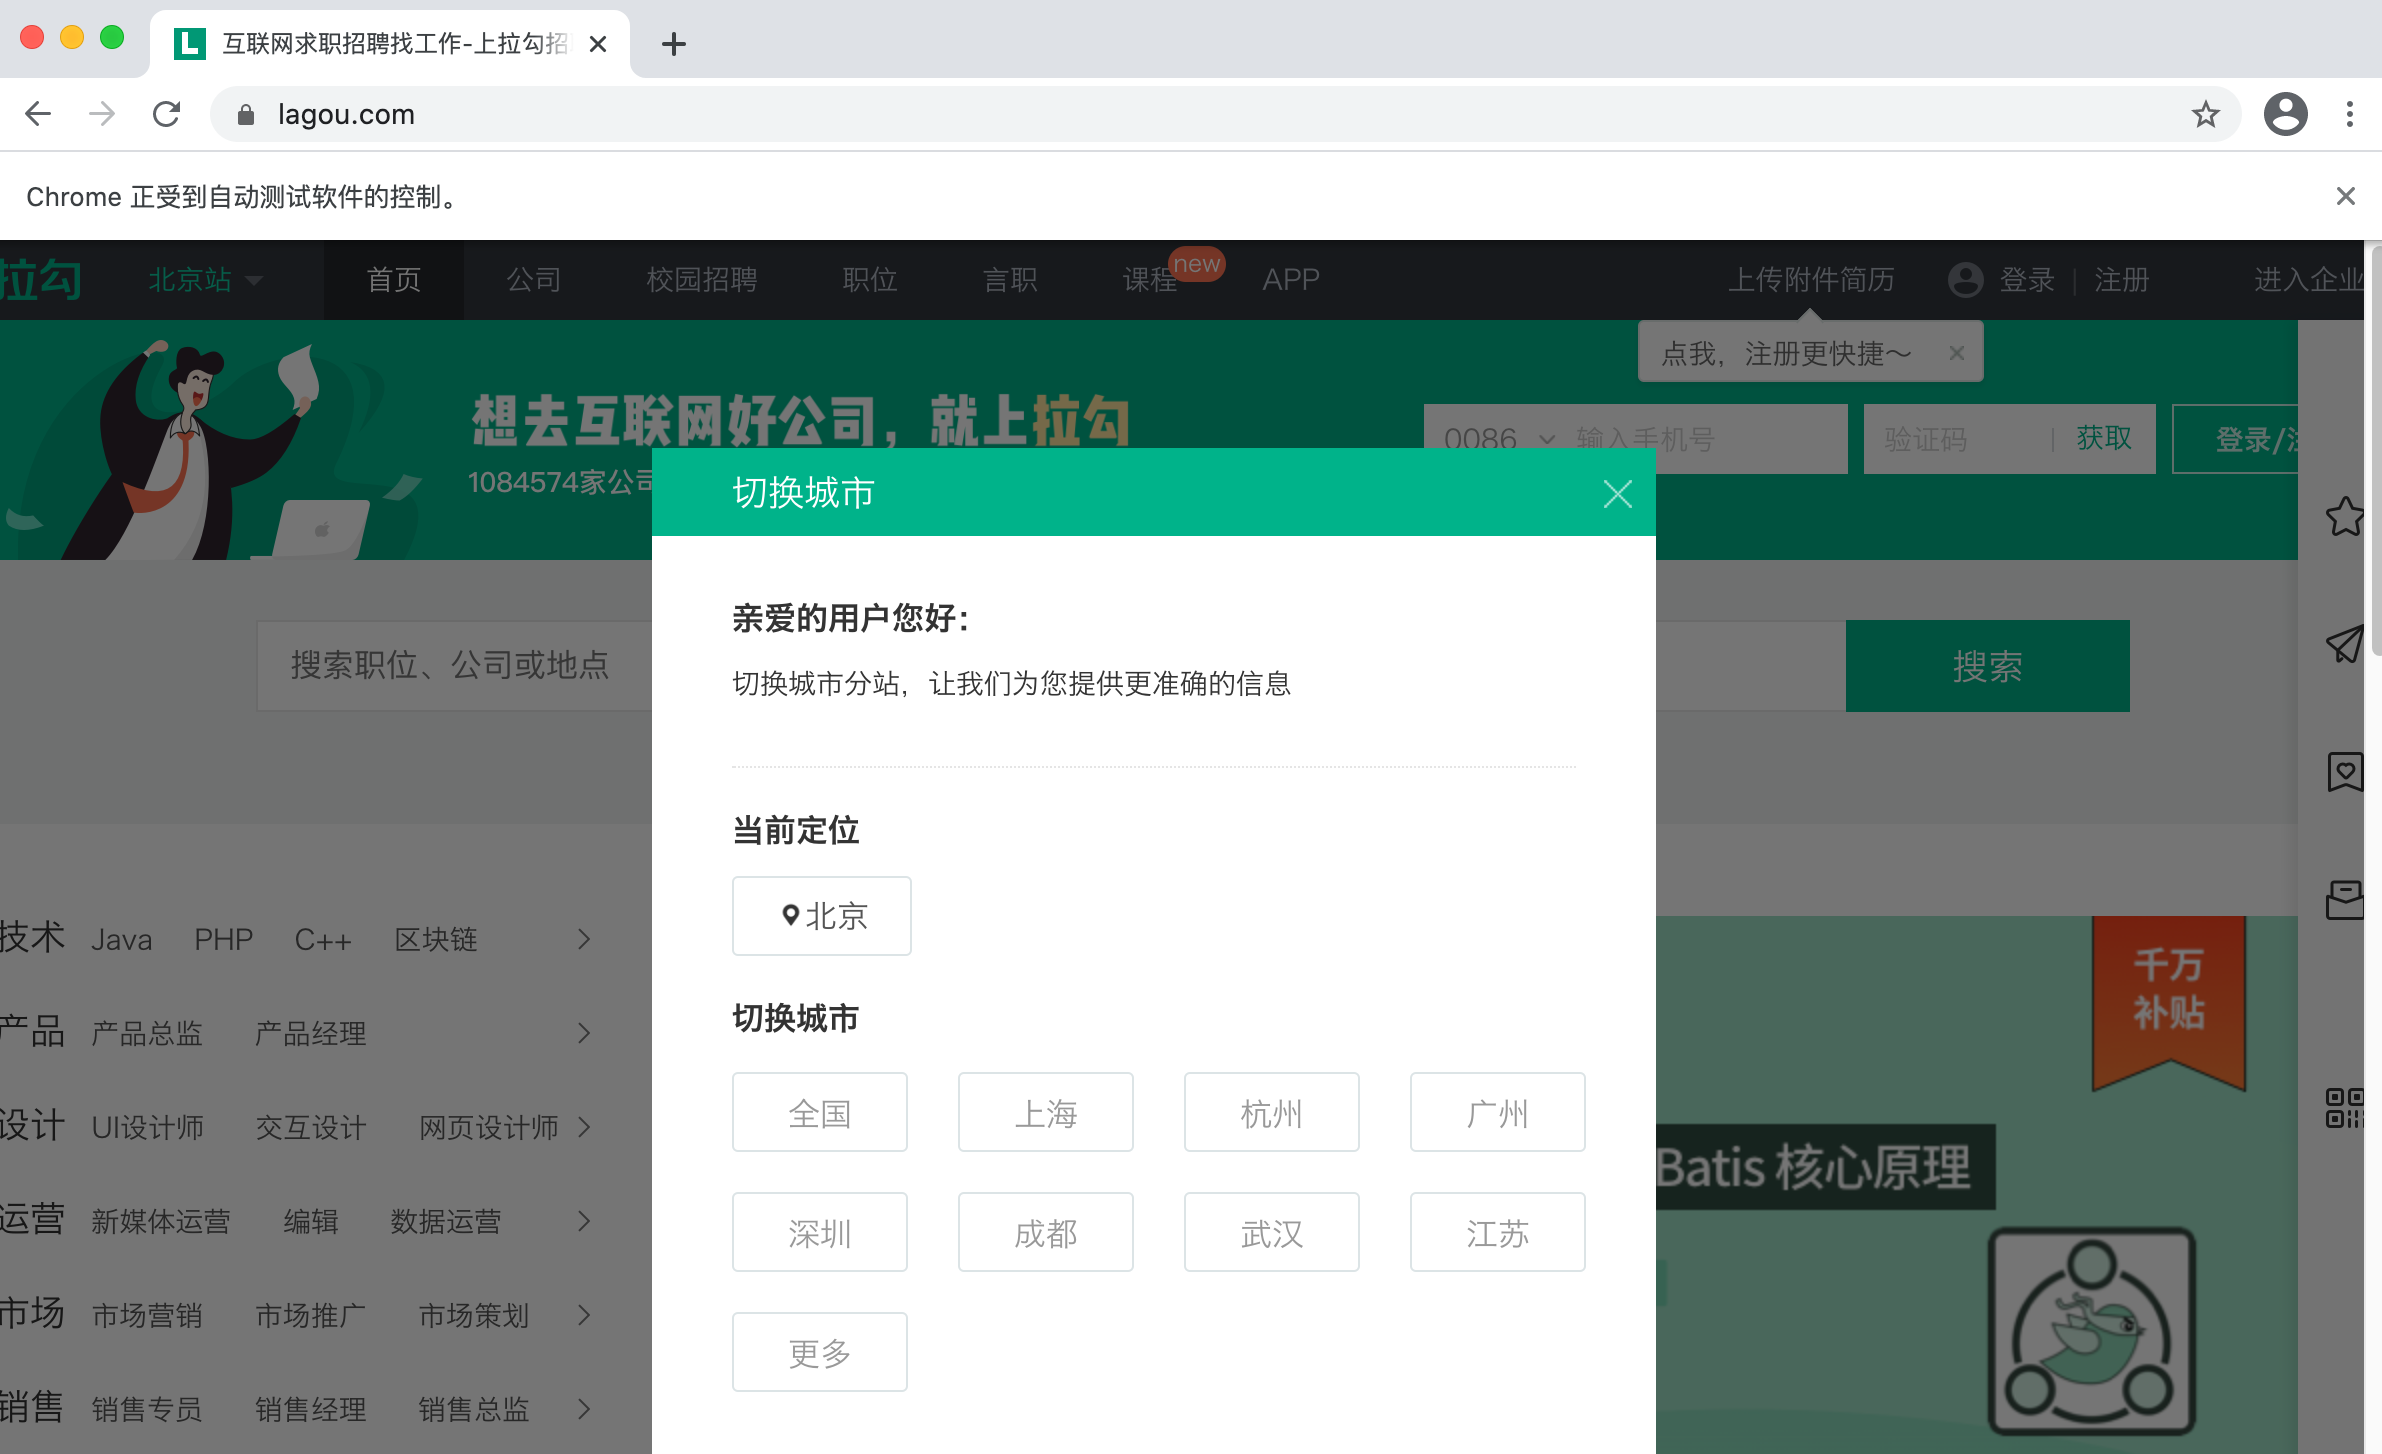 互联网求职招聘找工作-上拉勾招
lagou.com
Chrome 正受到自动测试软件的控制。
拉勾 北京站 首页 公司 校园招聘 职位 言职 课程 new APP 上传附件简历 登录 | 注册 进入企业
点我，注册更快捷～
想去互联网好公司，就上拉勾
0086 输入手机号 验证码 | 获取 登录/注
1084574家公司
切换城市
亲爱的用户您好：
搜索职位、公司或地点 搜索
切换城市分站，让我们为您提供更准确的信息
当前定位
北京
切换城市
全国 上海 杭州 广州
深圳 成都 武汉 江苏
更多
技术 Java PHP C++ 区块链
产品 产品总监 产品经理
设计 UI设计师 交互设计 网页设计师
运营 新媒体运营 编辑 数据运营
市场 市场营销 市场推广 市场策划
销售 销售专员 销售经理 销售总监
千万
补贴
Batis 核心原理